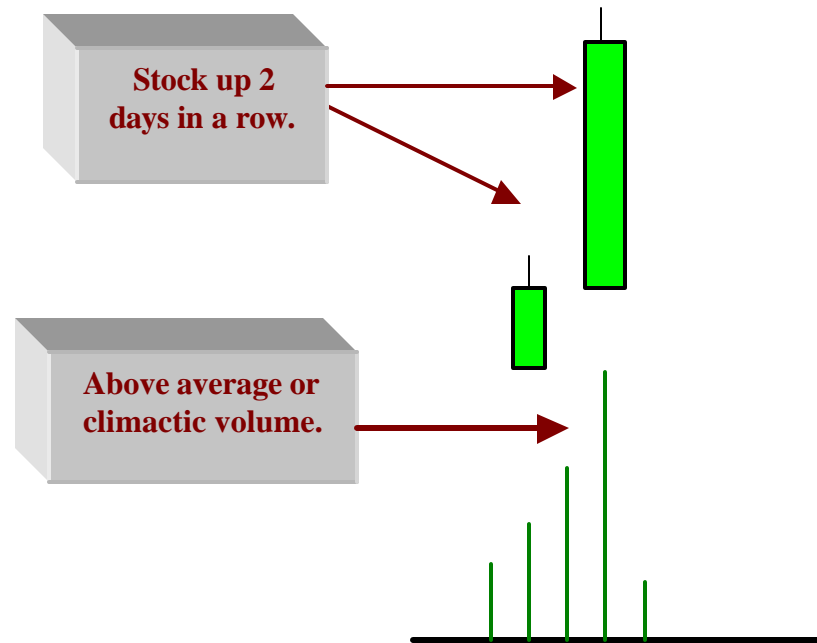 Stock up 2
days in a row.
Above average or
climactic volume.